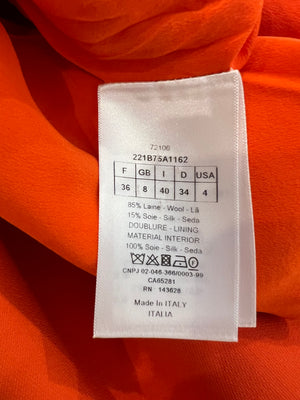 72106
221B75A1162
F GB I D USA
36 8 40 34 4
85% Laine - Wool - Lã
15% Soie - Silk - Seda
DOUBLURE - LINING
MATERIAL INTERIOR
100% Soie - Silk - Seda
CNPJ 02-046-366/0003-99
CA65281
RN : 143628
Made In ITALY
ITALIA